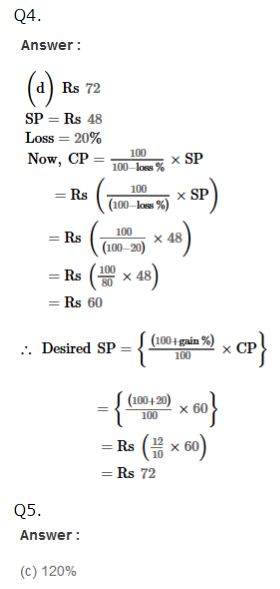 Q4.
Answer :
(d) Rs 72
SP = Rs 48
Loss = 20%
Now, CP = 100/(100−loss %) × SP
= Rs (100/((100−loss %)) × SP)
= Rs (100/((100−20)) × 48)
= Rs (100/80 × 48)
= Rs 60
∴ Desired SP = {(100+gain %)/100 × CP}
= {(100+20)/100 × 60}
= Rs (12/10 × 60)
= Rs 72
Q5.
Answer :
(c) 120%